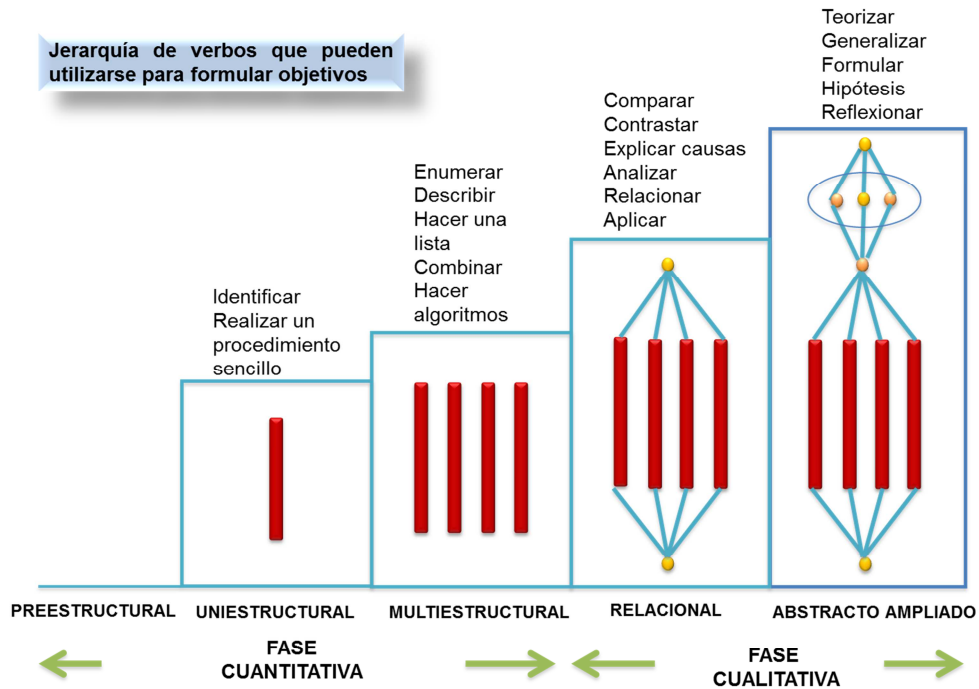 Jerarquía de verbos que pueden
utilizarse para formular objetivos
Identificar
Realizar un
procedimiento
sencillo
Enumerar
Describir
Hacer una
lista
Combinar
Hacer
algoritmos
Comparar
Contrastar
Explicar causas
Analizar
Relacionar
Aplicar
Teorizar
Generalizar
Formular
Hipótesis
Reflexionar
PREESTRUCTURAL
UNIESTRUCTURAL
MULTIESTRUCTURAL
RELACIONAL
ABSTRACTO AMPLIADO
FASE
CUANTITATIVA
FASE
CUALITATIVA